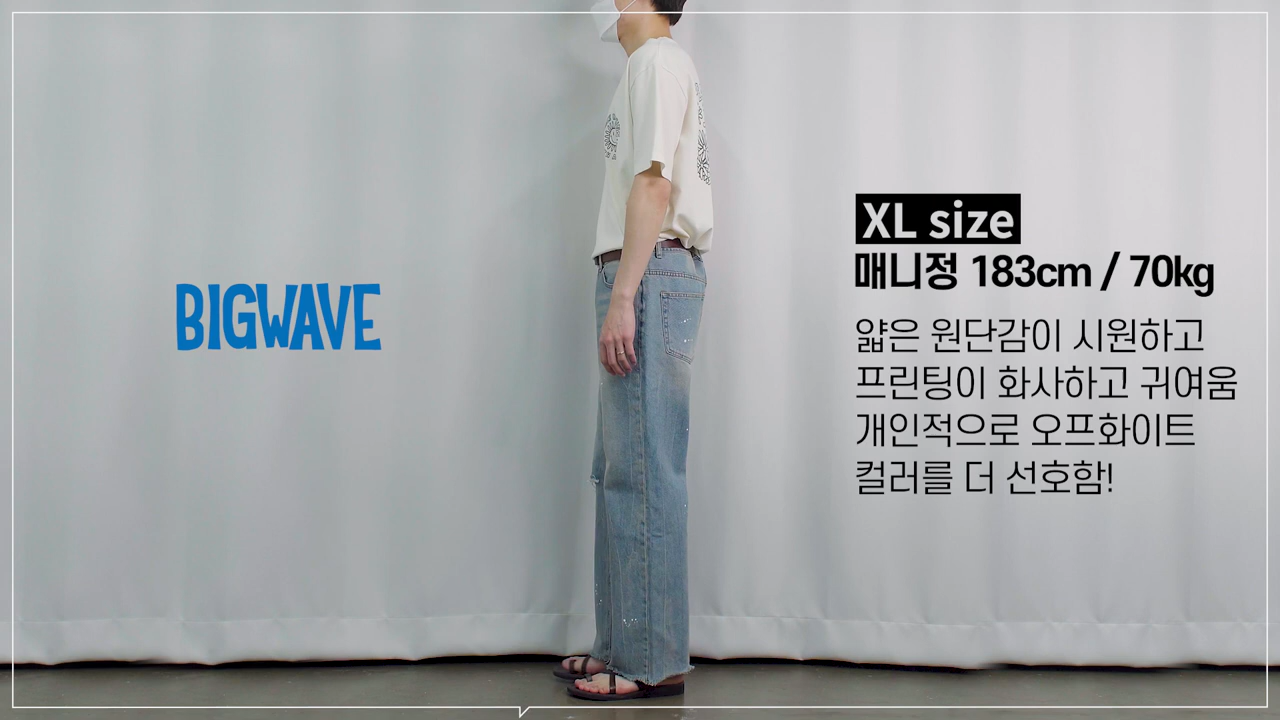 BIGWAVE
XL size
매니정 183cm / 70kg
얇은 원단감이 시원하고
프린팅이 화사하고 귀여움
개인적으로 오프화이트
컬러를 더 선호함!